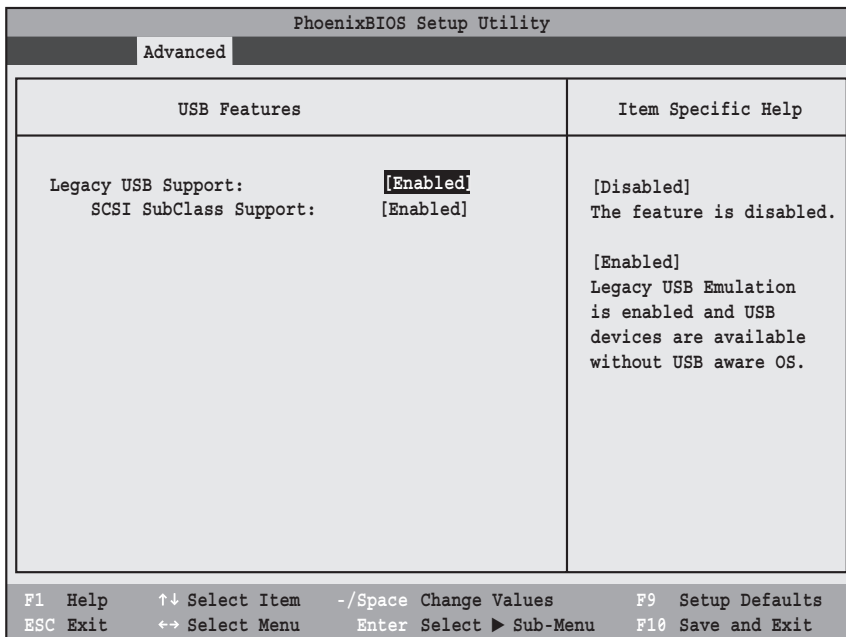 PhoenixBIOS Setup Utility
Advanced
USB Features
Legacy USB Support: [Enabled]
SCSI SubClass Support: [Enabled]
Item Specific Help
[Disabled]
The feature is disabled.
[Enabled]
Legacy USB Emulation
is enabled and USB
devices are available
without USB aware OS.
F1 Help ↑↓ Select Item -/Space Change Values F9 Setup Defaults
ESC Exit ←→ Select Menu Enter Select ▶ Sub-Menu F10 Save and Exit